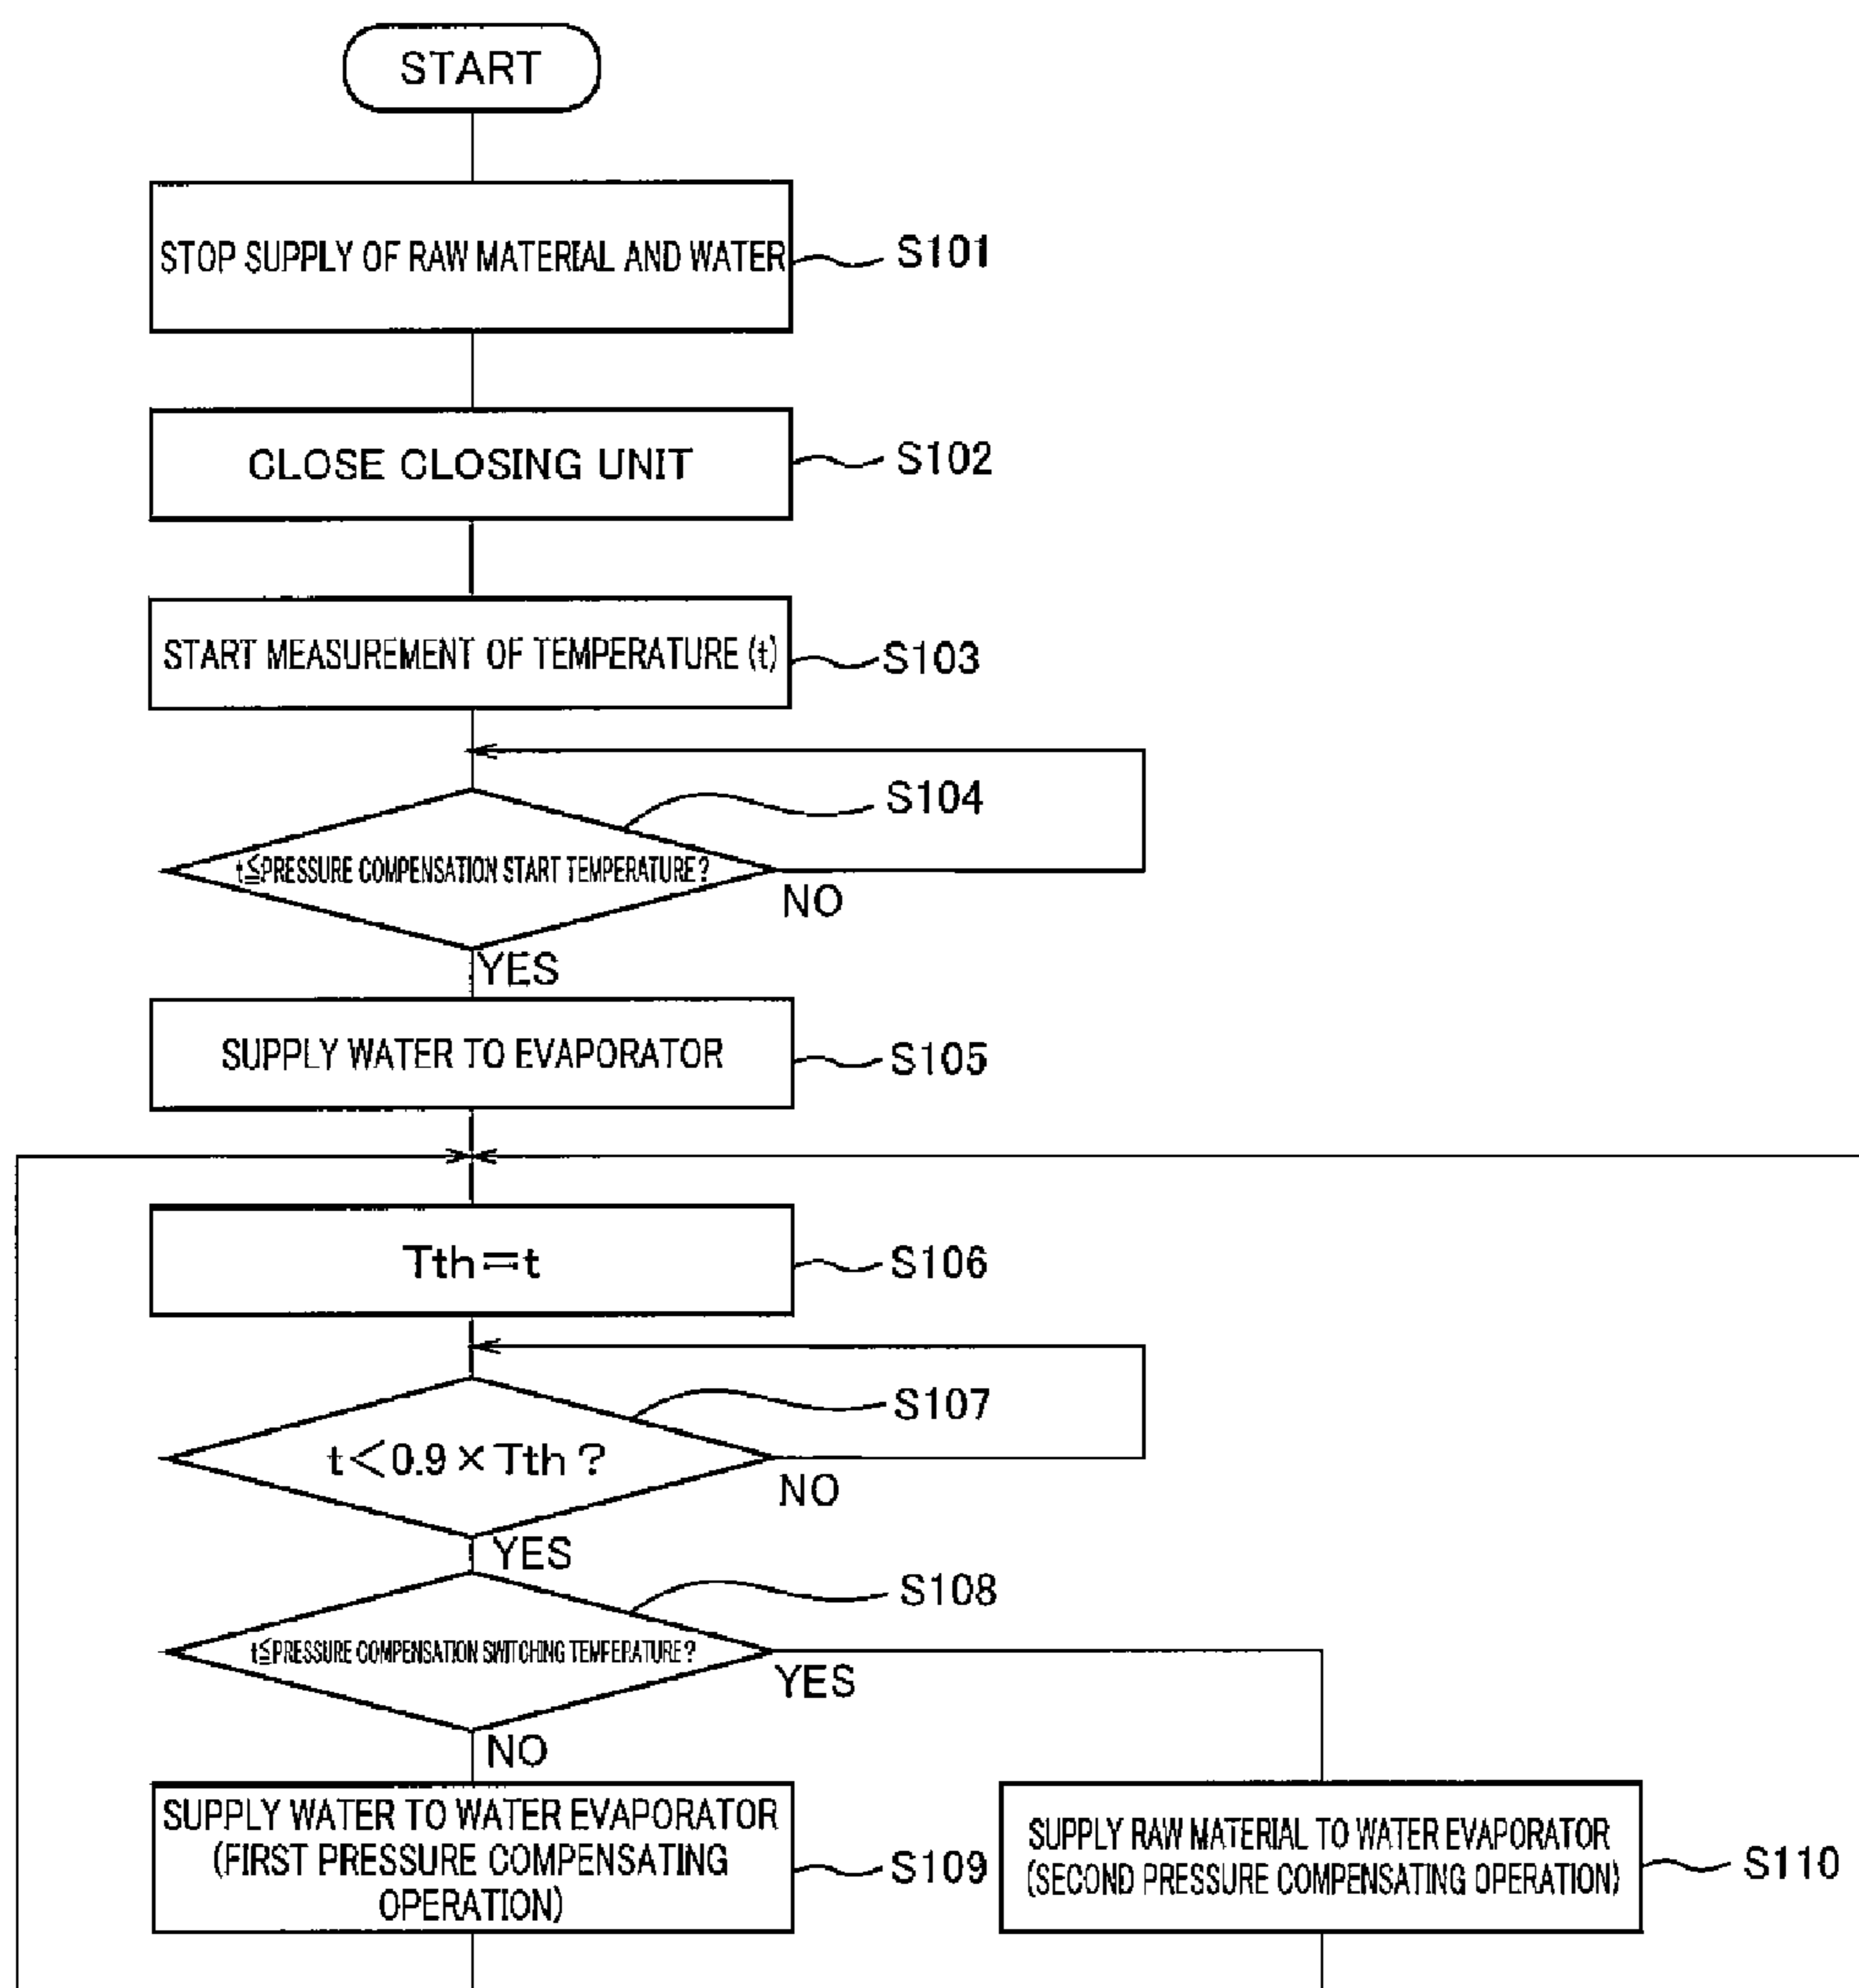 START
STOP SUPPLY OF RAW MATERIAL AND WATER
S101
CLOSE CLOSING UNIT
S102
START MEASUREMENT OF TEMPERATURE (t)
S103
S104
t≦PRESSURE COMPENSATION START TEMPERATURE?
NO
YES
SUPPLY WATER TO EVAPORATOR
S105
Tth=t
S106
S107
t<0.9×Tth?
NO
YES
S108
t≦PRESSURE COMPENSATION SWITCHING TEMPERATURE?
YES
NO
SUPPLY WATER TO WATER EVAPORATOR
(FIRST PRESSURE COMPENSATING
OPERATION)
S109
SUPPLY RAW MATERIAL TO WATER EVAPORATOR
(SECOND PRESSURE COMPENSATING OPERATION)
S110